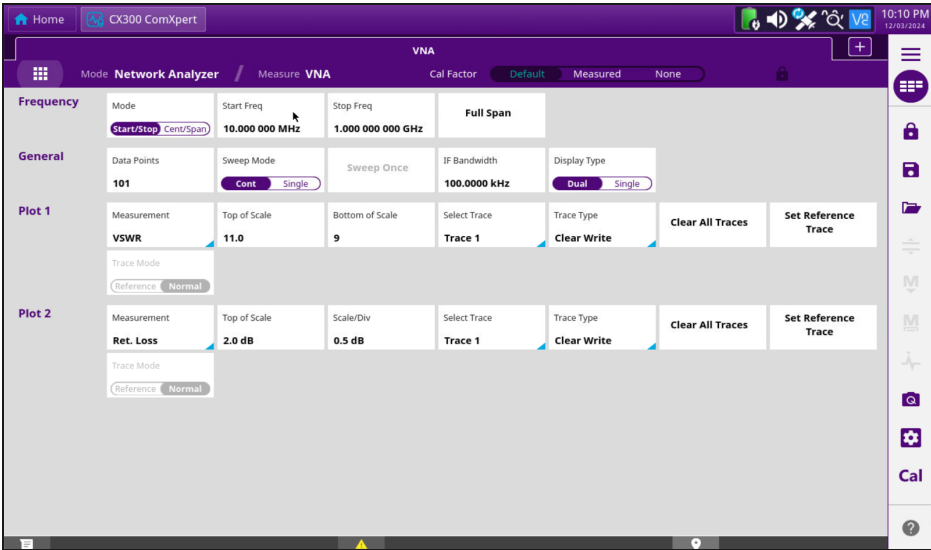 Home
CX300 ComXpert
10:10 PM
12/03/2024
VNA
Mode Network Analyzer / Measure VNA Cal Factor Default Measured None
Frequency
Mode
Start/Stop Cent/Span
Start Freq
10.000 000 MHz
Stop Freq
1.000 000 000 GHz
Full Span
General
Data Points
101
Sweep Mode
Cont Single
Sweep Once
IF Bandwidth
100.0000 kHz
Display Type
Dual Single
Plot 1
Measurement
VSWR
Top of Scale
11.0
Bottom of Scale
9
Select Trace
Trace 1
Trace Type
Clear Write
Clear All Traces
Set Reference
Trace
Trace Mode
Reference Normal
Plot 2
Measurement
Ret. Loss
Top of Scale
2.0 dB
Scale/Div
0.5 dB
Select Trace
Trace 1
Trace Type
Clear Write
Clear All Traces
Set Reference
Trace
Trace Mode
Reference Normal
M
M
Cal
?